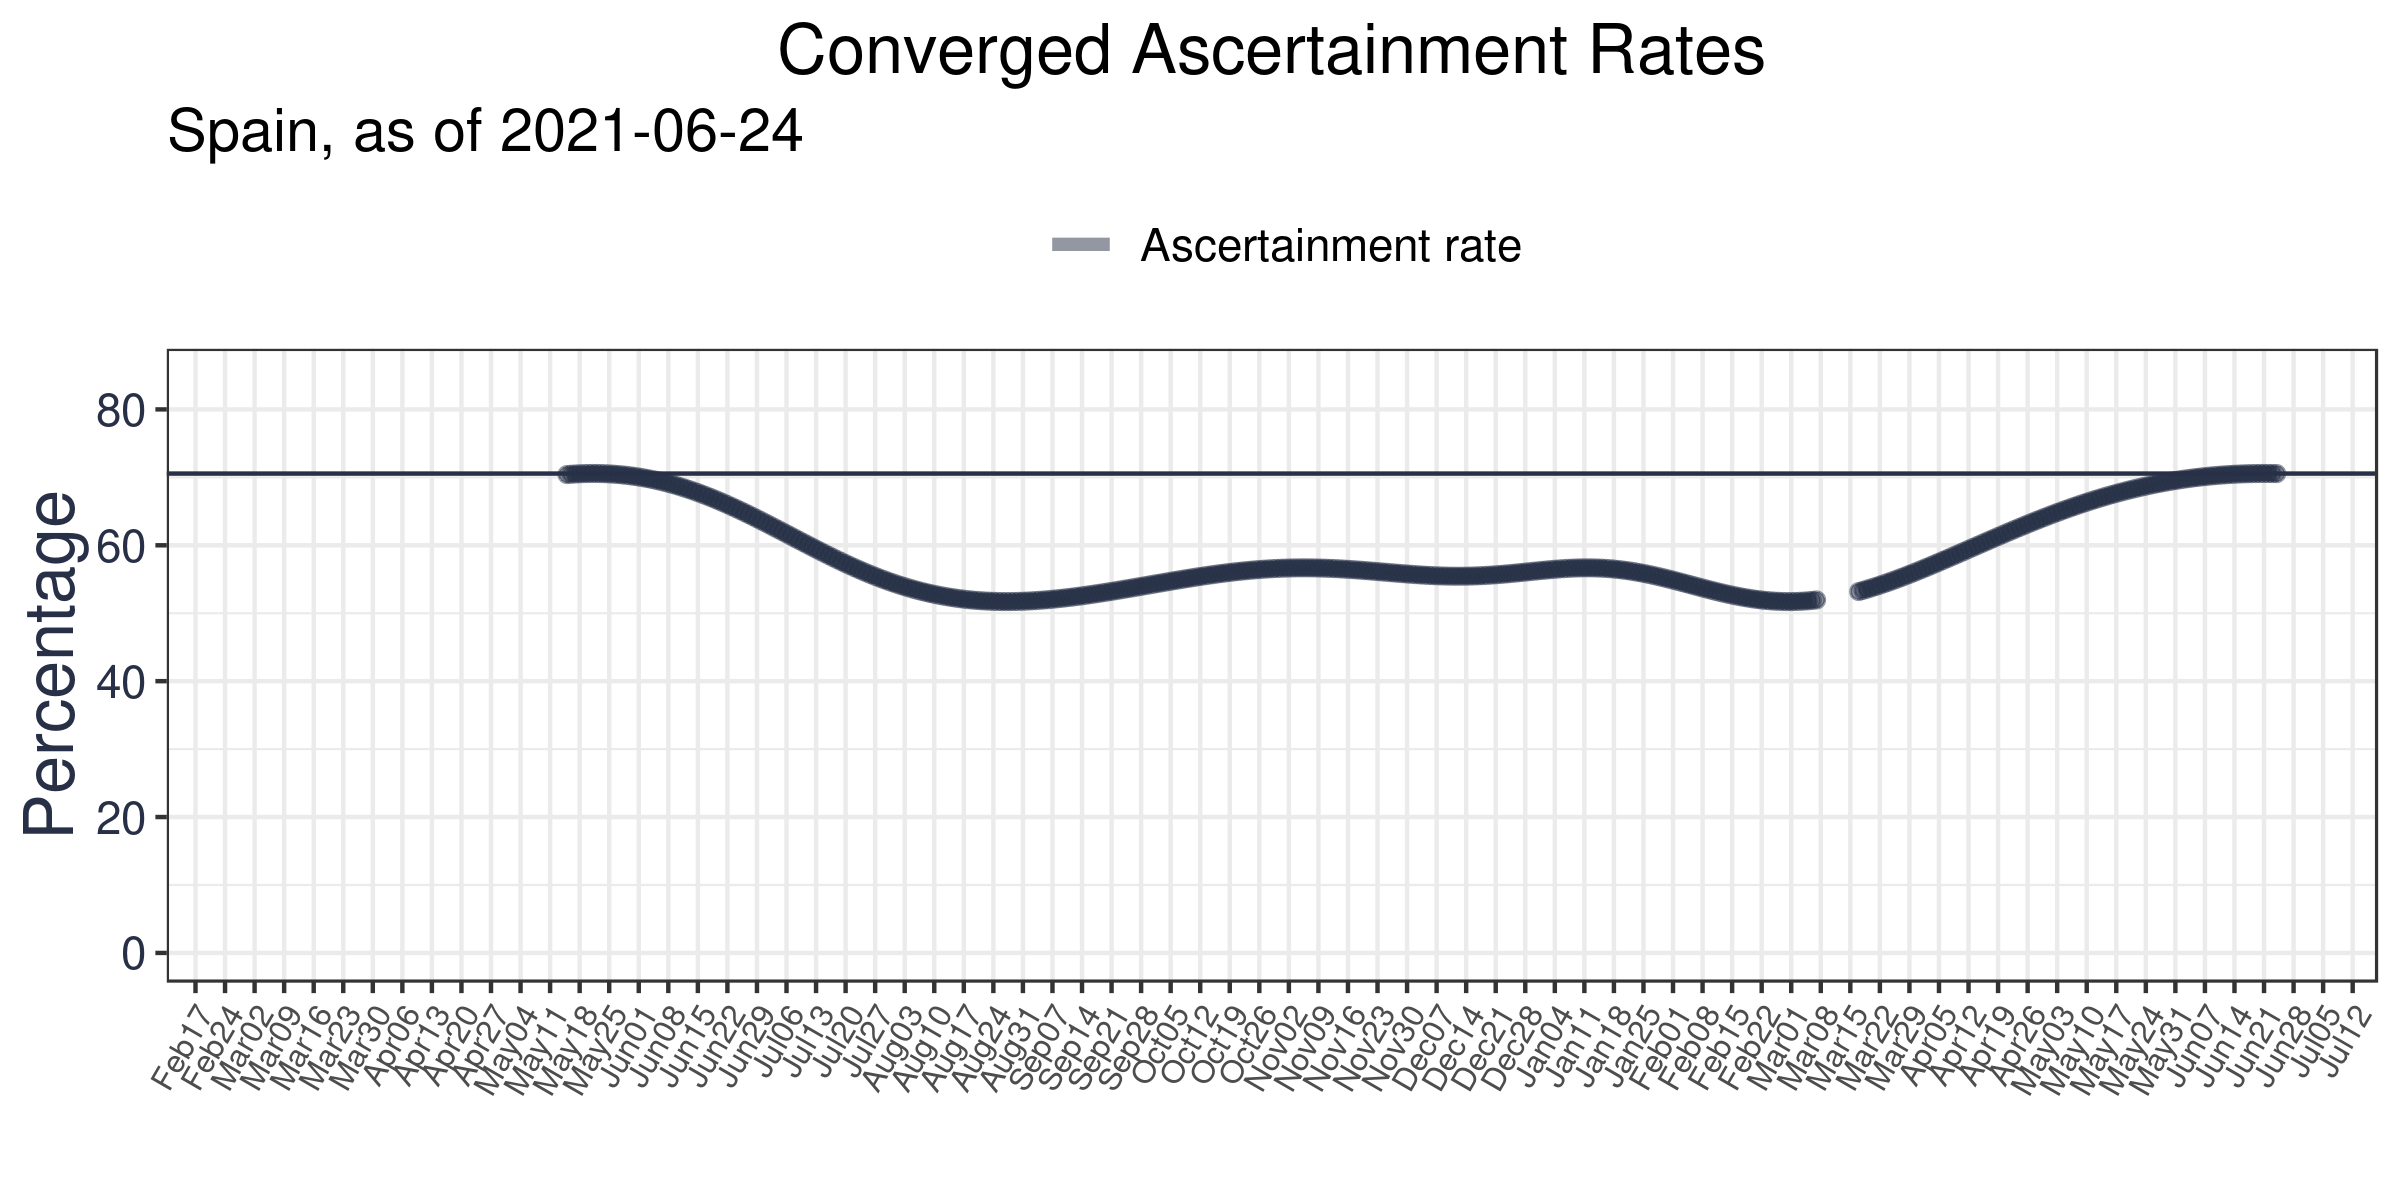 Converged Ascertainment Rates
Spain, as of 2021-06-24
Ascertainment rate
Percentage
80
60
40
20
0
Feb17 Feb24 Mar02 Mar09 Mar16 Mar23 Mar30 Apr06 Apr13 Apr20 Apr27 May04 May11 May18 May25 Jun01 Jun08 Jun15 Jun22 Jun29 Jul06 Jul13 Jul20 Jul27 Aug03 Aug10 Aug17 Aug24 Aug31 Sep07 Sep14 Sep21 Sep28 Oct05 Oct12 Oct19 Oct26 Nov02 Nov09 Nov16 Nov23 Nov30 Dec07 Dec14 Dec21 Dec28 Jan04 Jan11 Jan18 Jan25 Feb01 Feb08 Feb15 Feb22 Mar01 Mar08 Mar15 Mar22 Mar29 Apr05 Apr12 Apr19 Apr26 May03 May10 May17 May24 May31 Jun07 Jun14 Jun21 Jun28 Jul05 Jul12